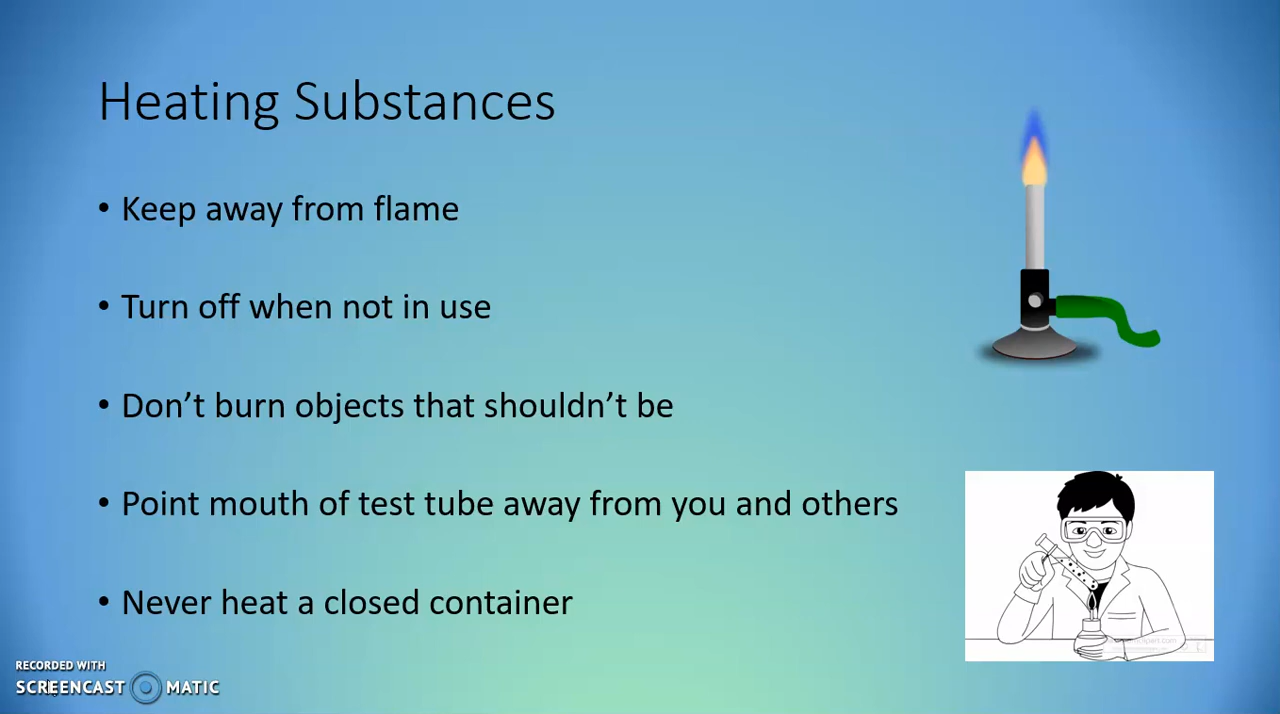 Heating Substances
• Keep away from flame
• Turn off when not in use
• Don’t burn objects that shouldn’t be
• Point mouth of test tube away from you and others
• Never heat a closed container
RECORDED WITH
SCREENCAST MATIC